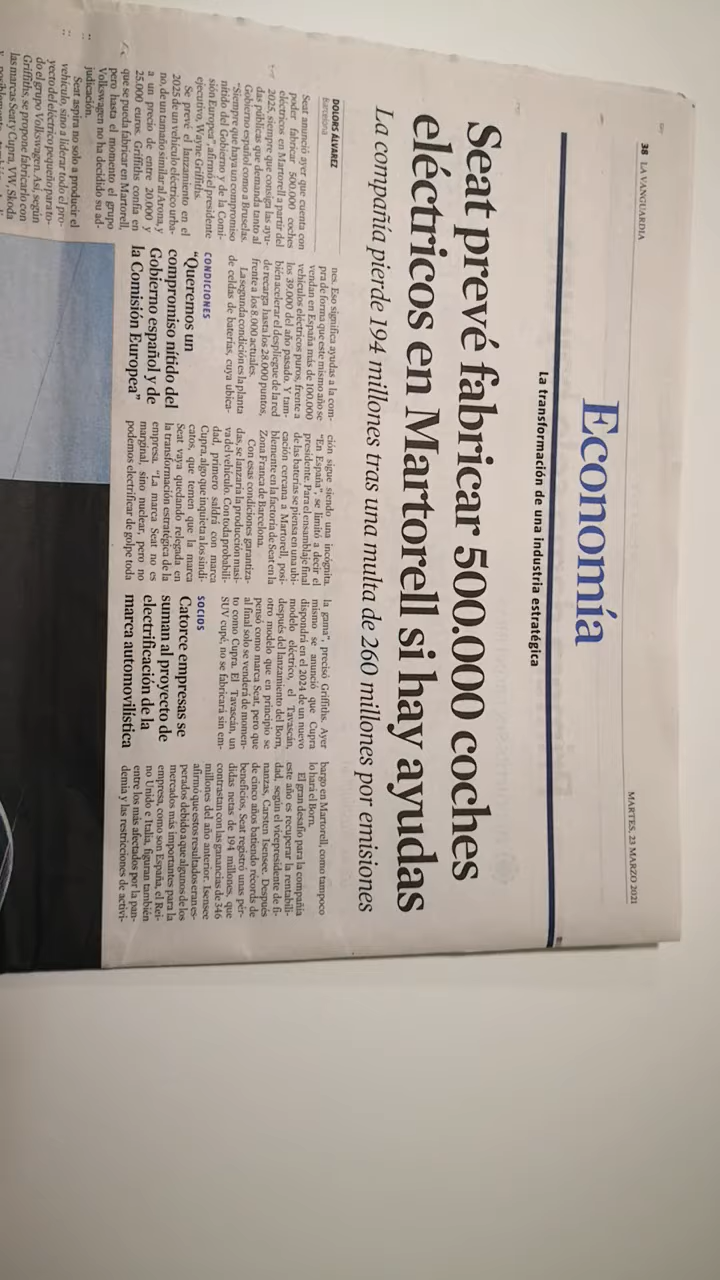 38 LA VANGUARDIA
MARTES, 23 MARZO 2021
Economía
La transformación de una industria estratégica
Seat prevé fabricar 500.000 coches
eléctricos en Martorell si hay ayudas
La compañía pierde 194 millones tras una multa de 260 millones por emisiones
DOLORS ÁLVAREZ
Barcelona
Seat anunció ayer que cuenta con
poder fabricar 500.000 coches
eléctricos en Martorell a partir del
2025, siempre que consiga las ayu-
das públicas que demanda tanto al
Gobierno español como a Bruselas.
“Siempre que haya un compromiso
nítido del Gobierno y de la Comi-
sión Europea”, afirmó el presidente
ejecutivo, Wayne Griffiths.
Se prevé el lanzamiento en el
2025 de un vehículo eléctrico urba-
no, de un tamaño similar al Arona, y
a un precio de entre 20.000 y
25.000 euros. Griffiths confía en
que se pueda fabricar en Martorell,
pero hasta el momento el grupo
Volkswagen no ha decidido su ad-
judicación.
Seat aspira no solo a producir el
vehículo, sino a liderar todo el pro-
yecto del eléctrico pequeño para to-
do el grupo Volkswagen. Así, según
Griffiths, se propone fabricarlo con
las marcas Seat y Cupra, VW, Skoda
nes. Eso significa ayudas a la com-
pra de forma que este mismo año se
vendan en España más de 100.000
vehículos eléctricos puros, frente a
los 39.000 del año pasado. Y tam-
bién acelerar el despliegue de la red
de recarga hasta los 28.000 puntos,
frente a los 8.000 actuales.
La segunda condición es la planta
de celdas de baterías, cuya ubica-
CONDICIONES
“Queremos un
compromiso nítido del
Gobierno español y de
la Comisión Europea”
ción sigue siendo una incógnita.
“En España”, se limitó a decir el
presidente. Para el ensamblaje final
de las baterías se piensa en una ubi-
cación cercana a Martorell, posi-
blemente en la factoría de Seat en la
Zona Franca de Barcelona.
Con esas condiciones garantiza-
das, se lanzaría la producción masi-
va del vehículo. Con toda probabili-
dad, primero saldrá con marca
Cupra, algo que inquieta a los sindi-
catos, que temen que la marca
Seat vaya quedando relegada en
la transformación estratégica de la
empresa. “La marca Seat no es
marginal, sino nuclear, pero no
podemos electrificar de golpe toda
la gama”, precisó Griffiths. Ayer
mismo se anunció que Cupra
dispondrá en el 2024 de un nuevo
modelo eléctrico, el Tavascán,
después del lanzamiento del Born,
otro modelo que en principio se
pensó como marca Seat, pero que
al final solo se venderá de momen-
to como Cupra. El Tavascán, un
SUV cupé, no se fabricará sin em-
SOCIOS
Catorce empresas se
suman al proyecto de
electrificación de la
marca automovilística
bargo en Martorell, como tampoco
lo hará el Born.
El gran desafío para la compañía
este año es recuperar la rentabili-
dad, según el vicepresidente de fi-
nanzas, Carsten Isensee. Después
de cinco años batiendo récords de
beneficios, Seat registró unas pér-
didas netas de 194 millones, que
contrastan con las ganancias de 346
millones del año anterior. Isensee
afirmó que estos resultados eran es-
perados debido a que algunos de los
mercados más importantes para la
empresa, como son España, el Rei-
no Unido e Italia, figuran también
entre los más afectados por la pan-
demia y las restricciones de activi-